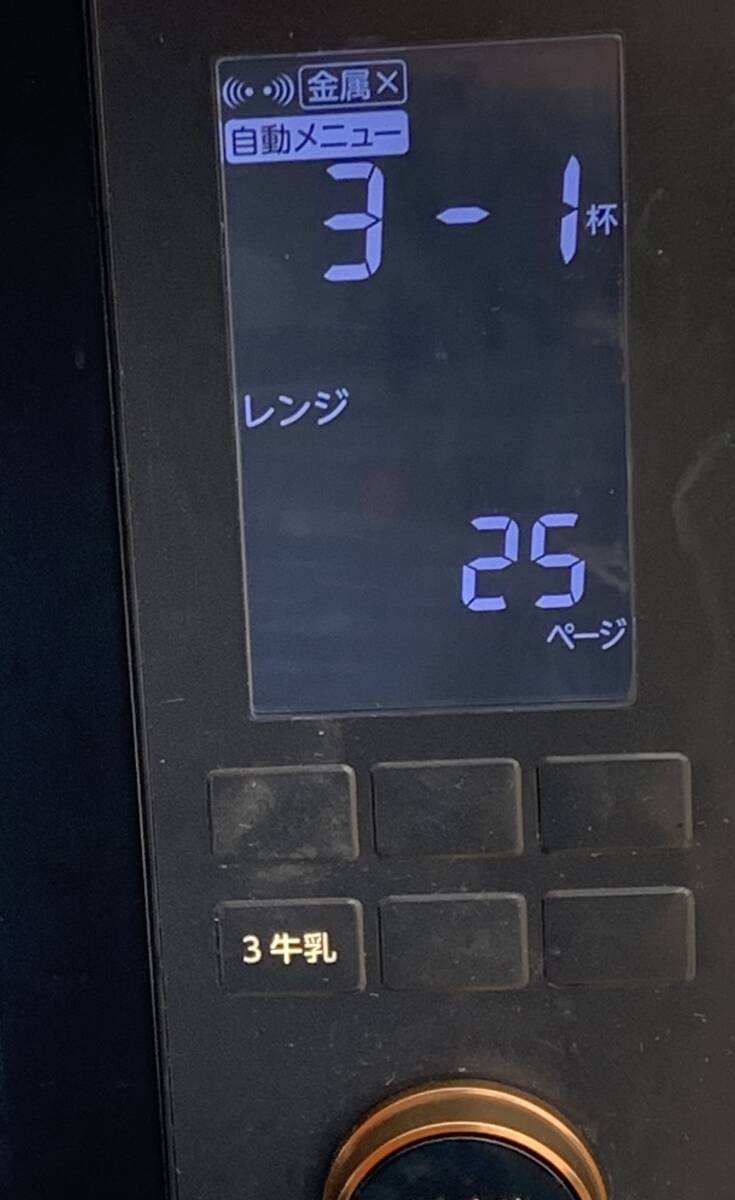 金属×
自動メニュー
3-1杯
レンジ
25
ページ
3 牛乳